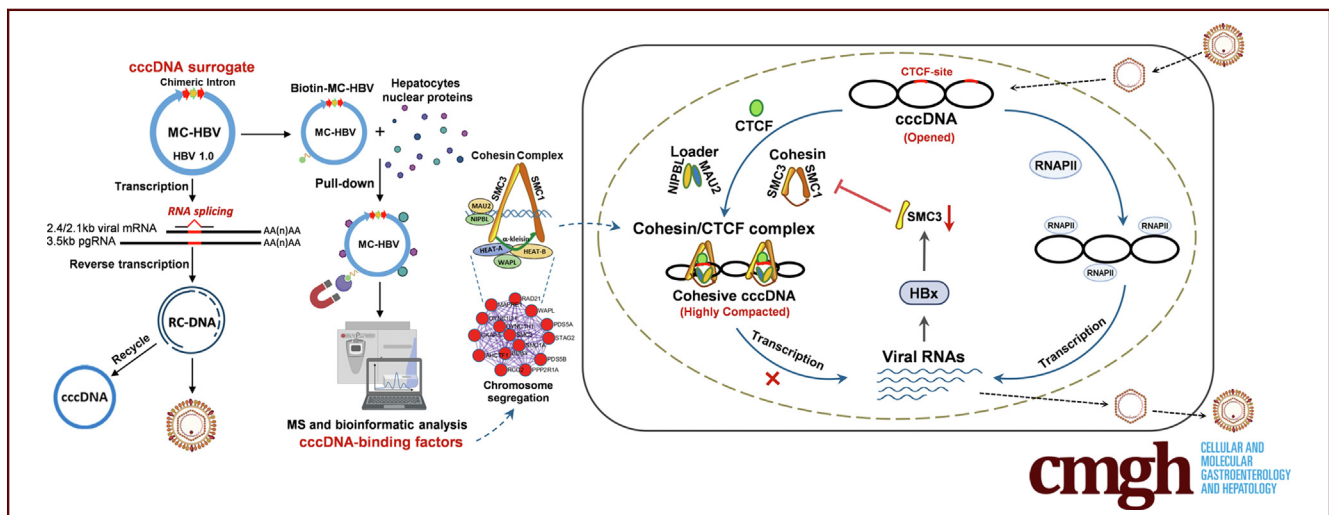 cccDNA surrogate
Chimeric Intron
MC-HBV
HBV 1.0
Transcription
RNA splicing
2.4/2.1kb viral mRNA
AA(n)AA
3.5kb pgRNA
AA(n)AA
Reverse transcription
RC-DNA
Recycle
cccDNA
Biotin-MC-HBV
MC-HBV
+
Hepatocytes
nuclear proteins
Pull-down
MC-HBV
MS and bioinformatic analysis
cccDNA-binding factors
Cohesin Complex
SMC3
SMC1
MAU2
NIPBL
α-kleisin
HEAT-A
HEAT-B
WAPL
RAD21
WAPL
PDS5A
STAG2
PDS5B
PPP2R1A
Chromosome
segregation
CTCF-site
cccDNA
(Opened)
CTCF
Loader
NIPBL
MAU2
Cohesin
SMC3
SMC1
RNAPII
SMC3
Cohesin/CTCF complex
Cohesive cccDNA
(Highly Compacted)
HBx
RNAPII
RNAPII
RNAPII
Transcription
Viral RNAs
Transcription
cmgh
CELLULAR AND
MOLECULAR
GASTROENTEROLOGY
AND HEPATOLOGY